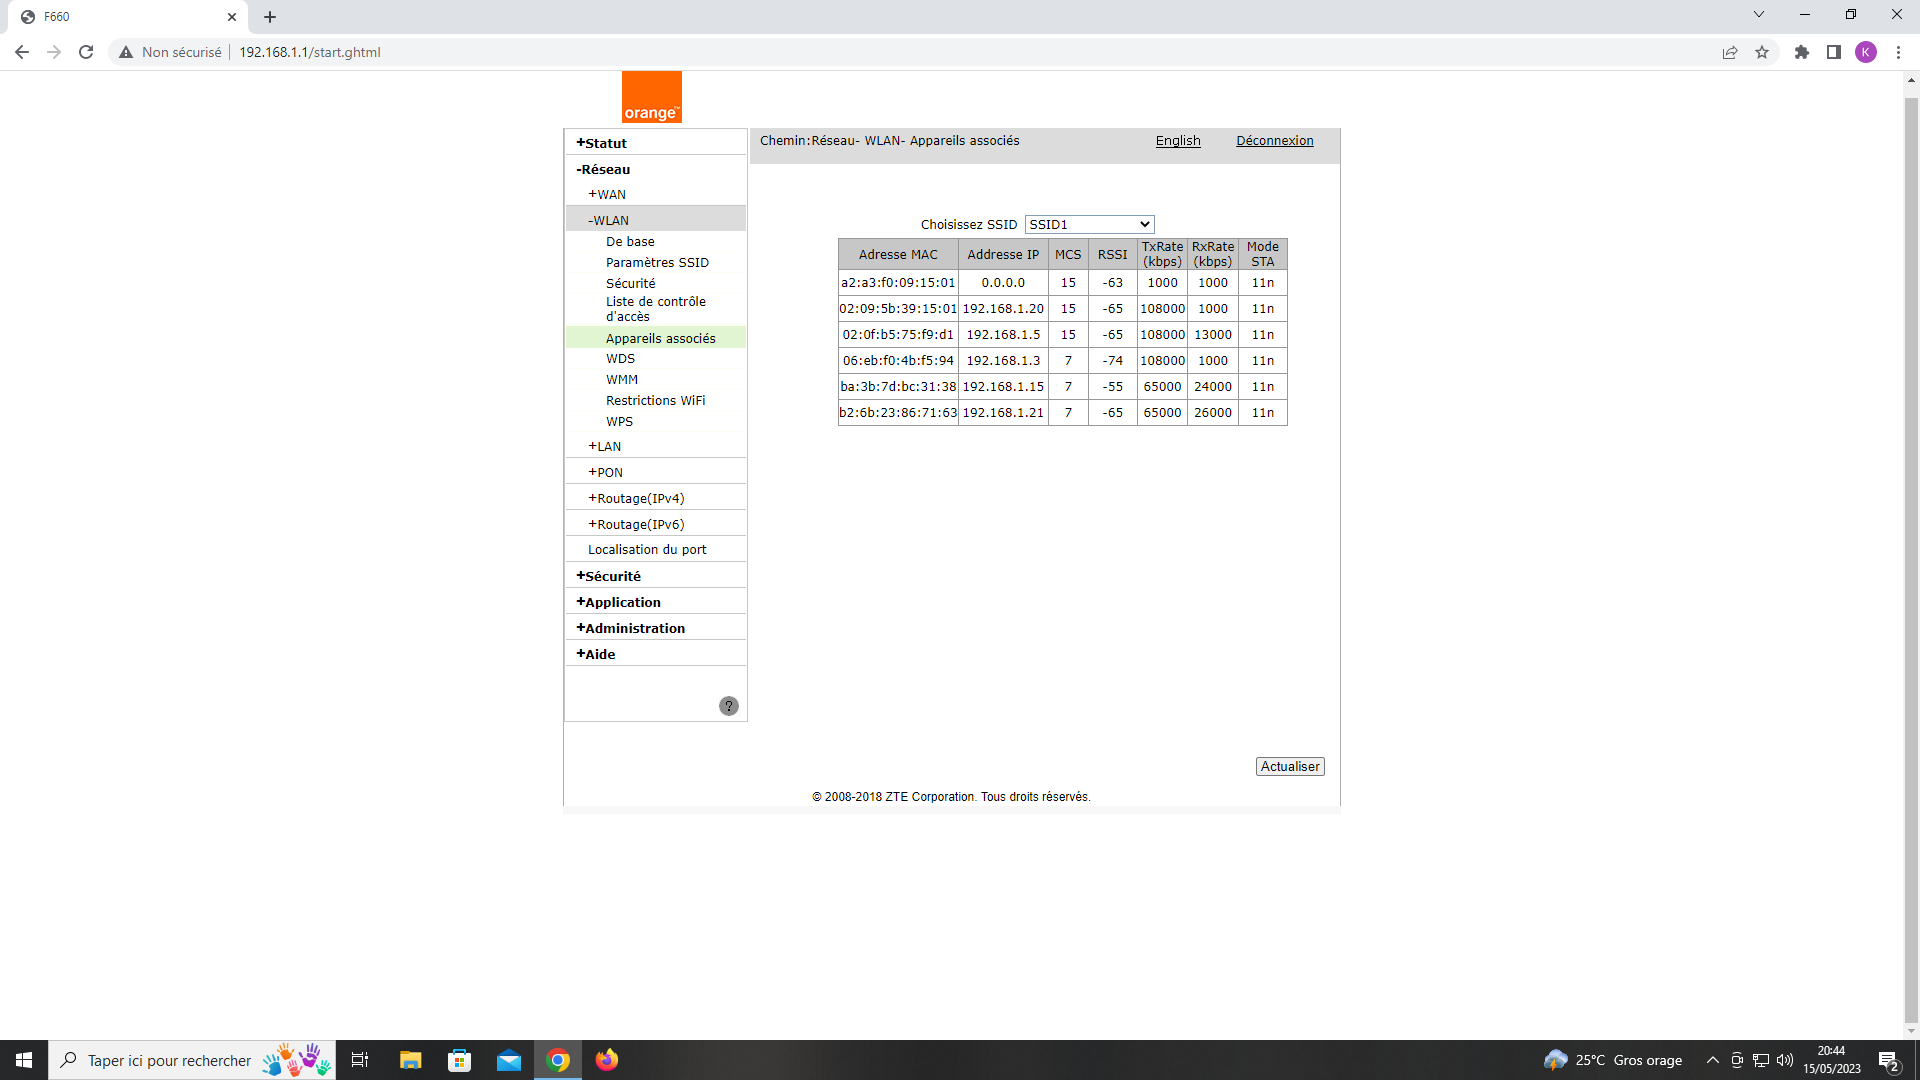 F660
Non sécurisé
192.168.1.1/start.ghtml
K
orange™
+Statut
-Réseau
+WAN
-WLAN
De base
Paramètres SSID
Sécurité
Liste de contrôle
d'accès
Appareils associés
WDS
WMM
Restrictions WiFi
WPS
+LAN
+PON
+Routage(IPv4)
+Routage(IPv6)
Localisation du port
+Sécurité
+Application
+Administration
+Aide
?
Chemin:Réseau- WLAN- Appareils associés English Déconnexion
Choisissez SSID SSID1
Adresse MAC Addresse IP MCS RSSI TxRate (kbps) RxRate (kbps) Mode STA
a2:a3:f0:09:15:01 0.0.0.0 15 -63 1000 1000 11n
02:09:5b:39:15:01 192.168.1.20 15 -65 108000 1000 11n
02:0f:b5:75:f9:d1 192.168.1.5 15 -65 108000 13000 11n
06:eb:f0:4b:f5:94 192.168.1.3 7 -74 108000 1000 11n
ba:3b:7d:bc:31:38 192.168.1.15 7 -55 65000 24000 11n
b2:6b:23:86:71:63 192.168.1.21 7 -65 65000 26000 11n
Actualiser
© 2008-2018 ZTE Corporation. Tous droits réservés.
Taper ici pour rechercher
25°C Gros orage
20:44
15/05/2023
2